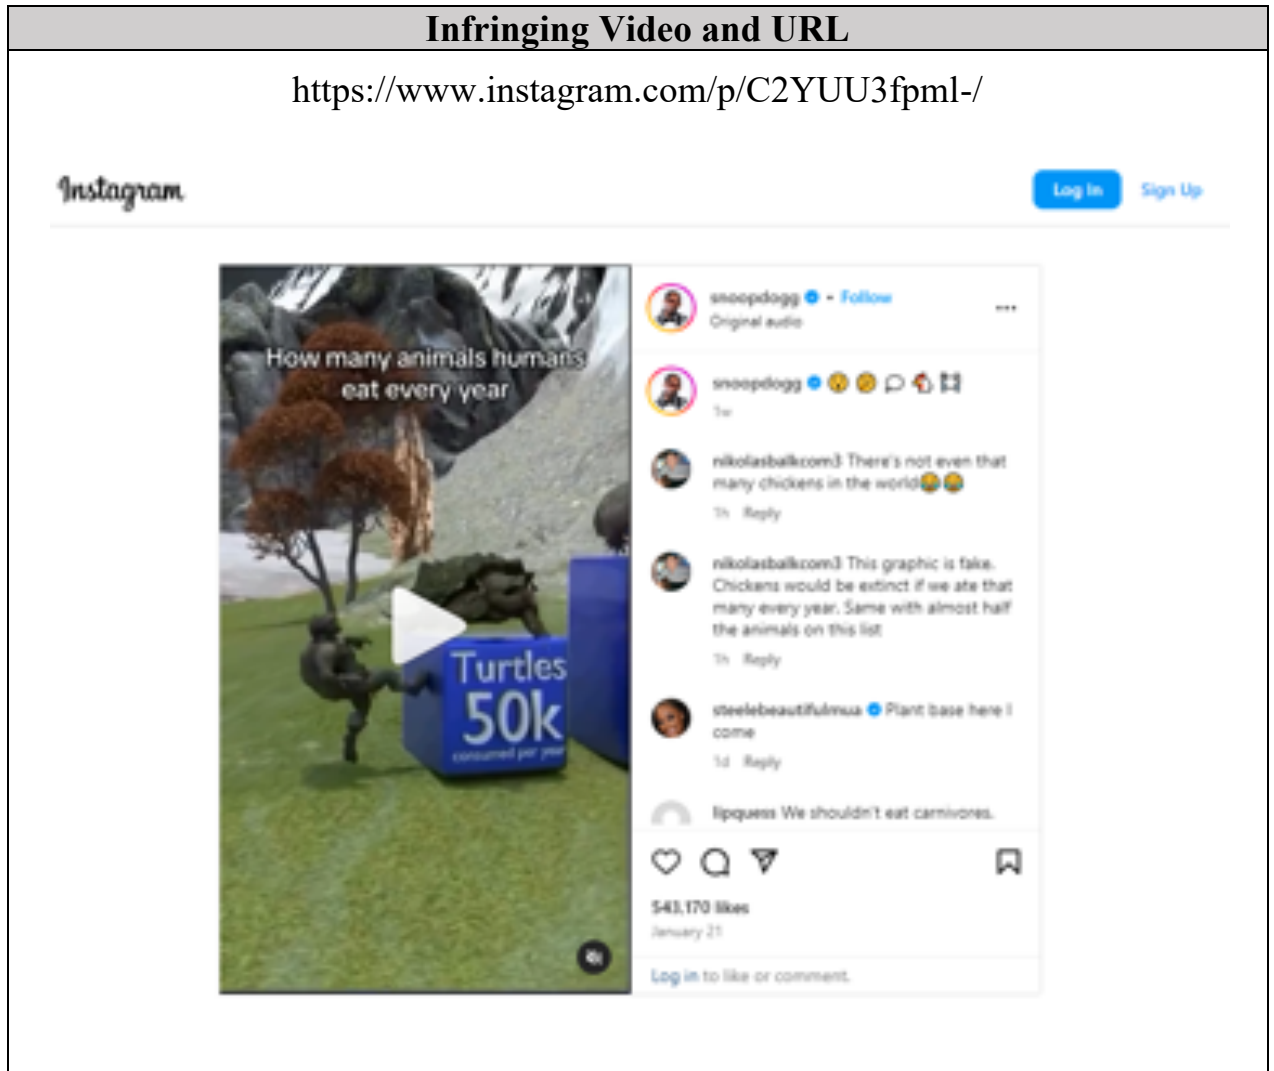 Infringing Video and URL
https://www.instagram.com/p/C2YUU3fpml-/
Instagram
Log In
Sign Up
How many animals humans
eat every year
Turtles
50k
consumed per year
snoopdogg • Follow
Original audio
snoopdogg 
1w
nikolasbalkcom3 There's not even that
many chickens in the world😂😂
1h Reply
nikolasbalkcom3 This graphic is fake.
Chickens would be extinct if we ate that
many every year. Same with almost half
the animals on this list
1h Reply
steelebeautifulmua Plant base here I
come
1d Reply
lipquess We shouldn't eat carnivores.
543,170 likes
January 21
Log in to like or comment.